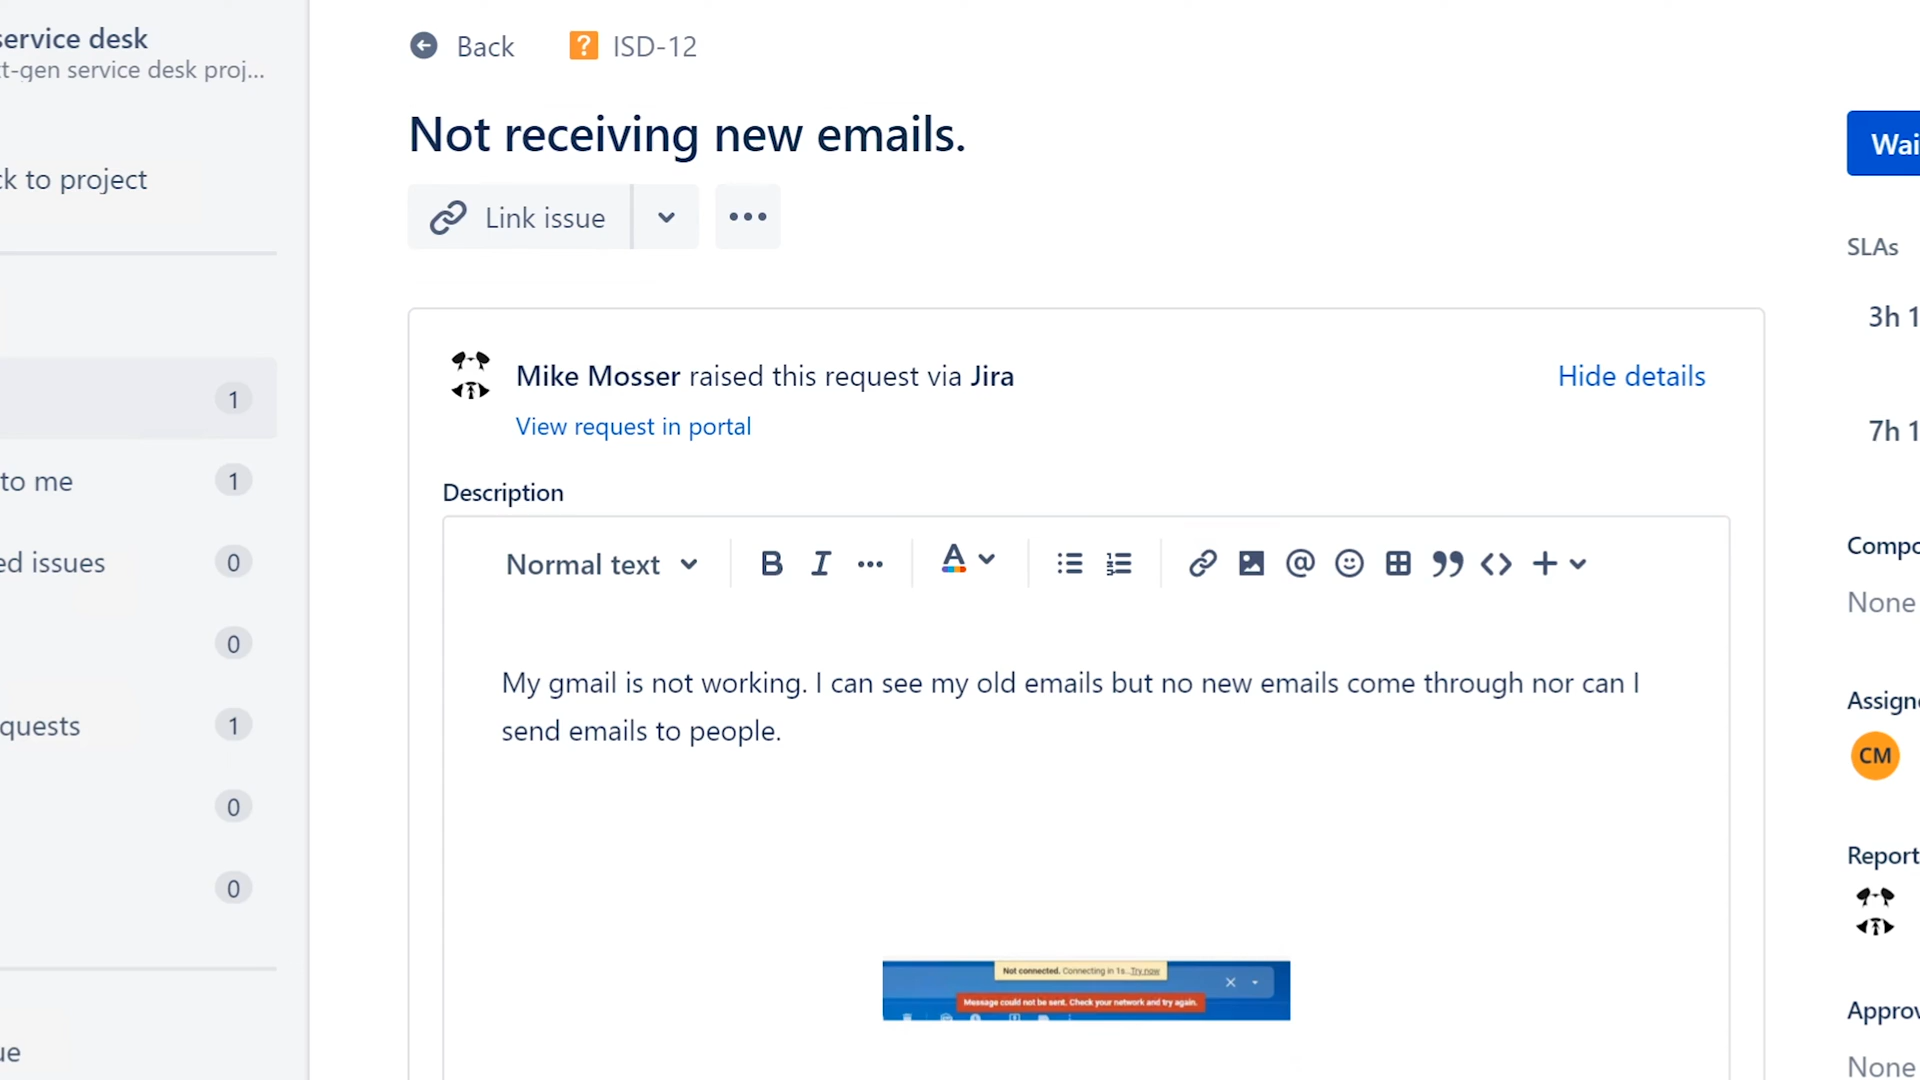 service desk
t-gen service desk proj...
ck to project
1
to me 1
ed issues 0
0
quests 1
0
0
ue
Back ISD-12
Not receiving new emails.
Link issue
Mike Mosser raised this request via Jira
Hide details
View request in portal
Description
Normal text B I A
My gmail is not working. I can see my old emails but no new emails come through nor can I
send emails to people.
Not connected. Connecting in 1s...Try now
Message could not be sent. Check your network and try again.
Wai
SLAs
3h 1
7h 1
Compo
None
Assign
CM
Report
Approv
None